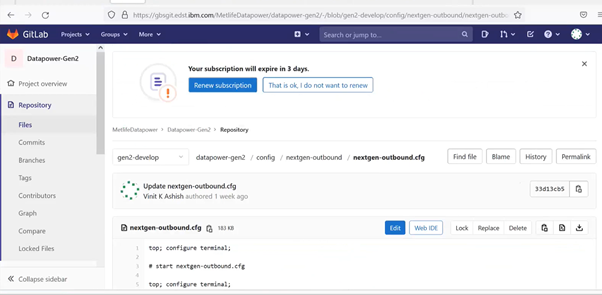 https://gbsgit.edst.ibm.com/MetlifeDatapower/datapower-gen2/-/blob/gen2-develop/config/nextgen-outbound/nextgen-outbo
GitLab Projects Groups More Search or jump to...
D Datapower-Gen2
Project overview
Repository
Files
Commits
Branches
Tags
Contributors
Graph
Compare
Locked Files
Collapse sidebar
Your subscription will expire in 3 days.
Renew subscription That is ok, I do not want to renew
MetlifeDatapower > Datapower-Gen2 > Repository
gen2-develop datapower-gen2 / config / nextgen-outbound / nextgen-outbound.cfg Find file Blame History Permalink
Update nextgen-outbound.cfg
Vinit K Ashish authored 1 week ago
33d13cb5
nextgen-outbound.cfg 183 KB Edit Web IDE Lock Replace Delete
1 top; configure terminal;
2
3 # start nextgen-outbound.cfg
4
5 top; configure terminal;